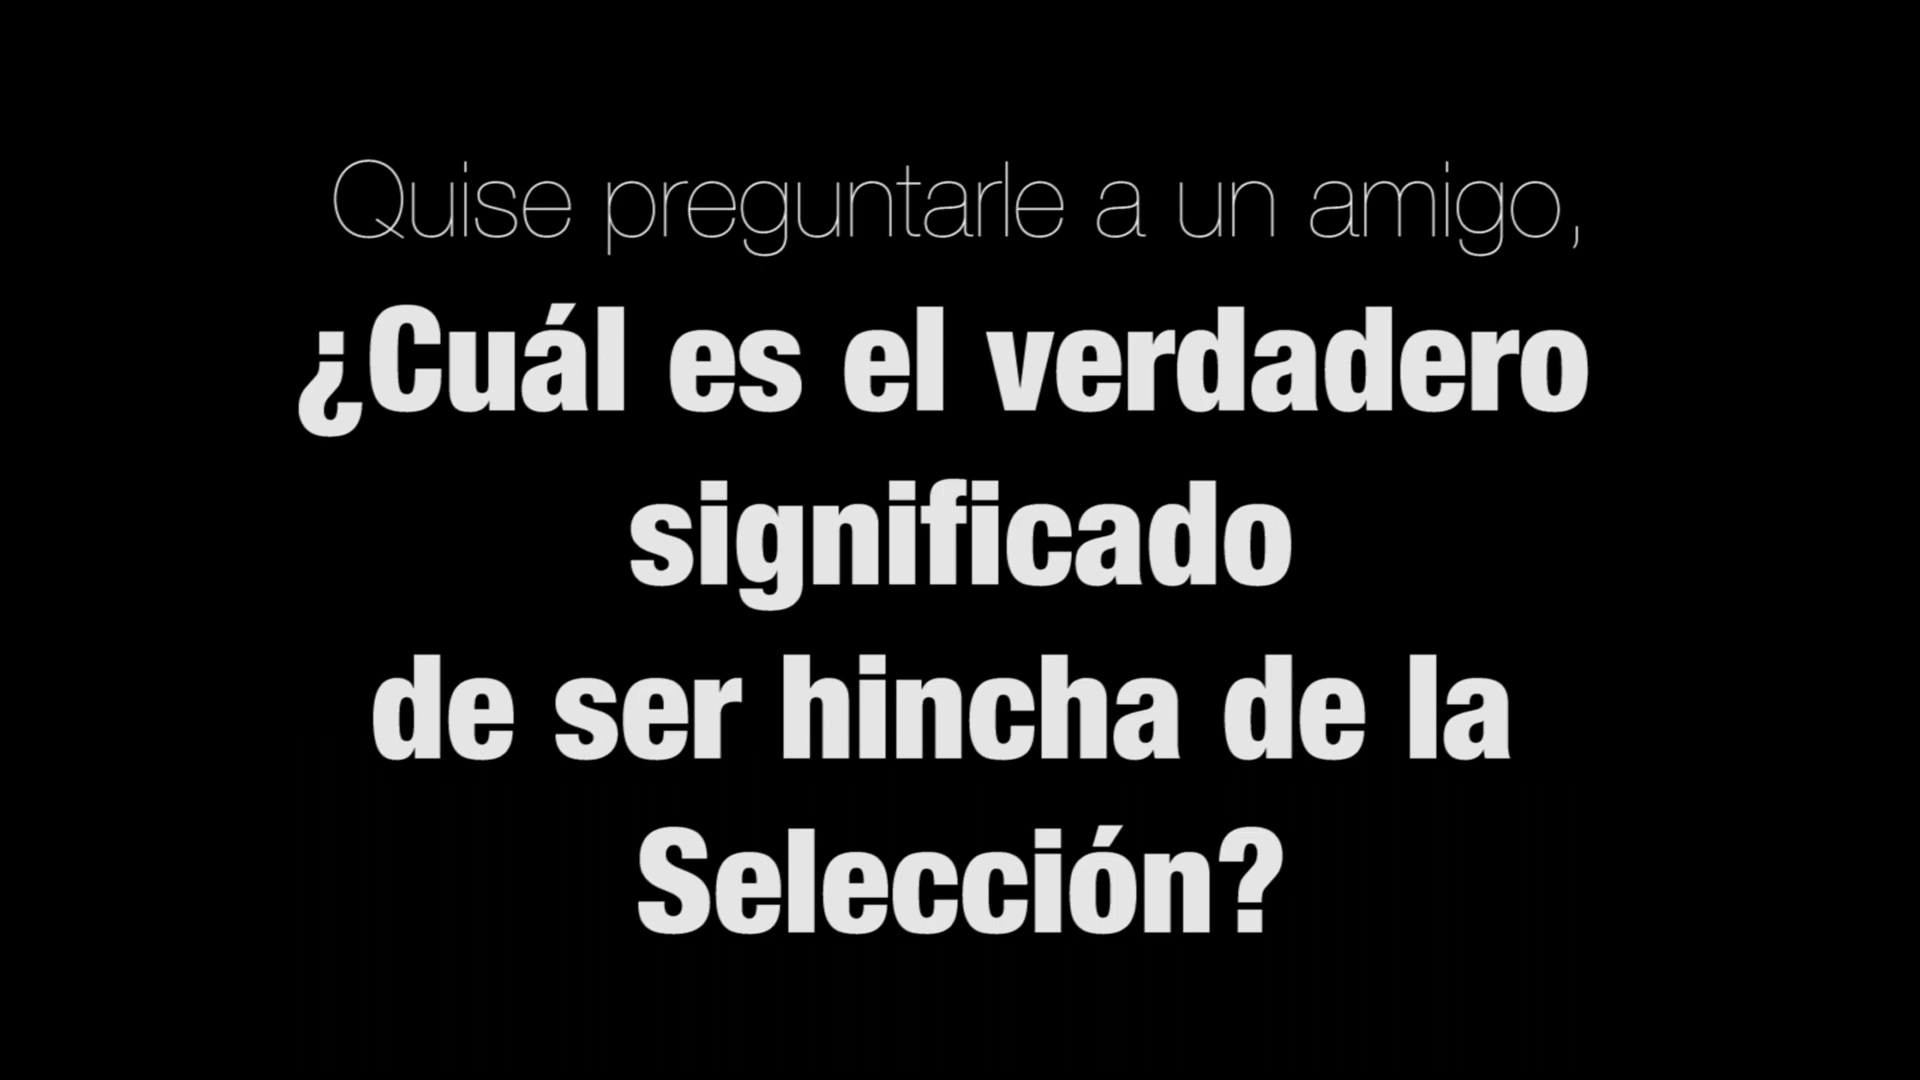 Quise preguntarle a un amigo,
¿Cuál es el verdadero
significado
de ser hincha de la
Selección?